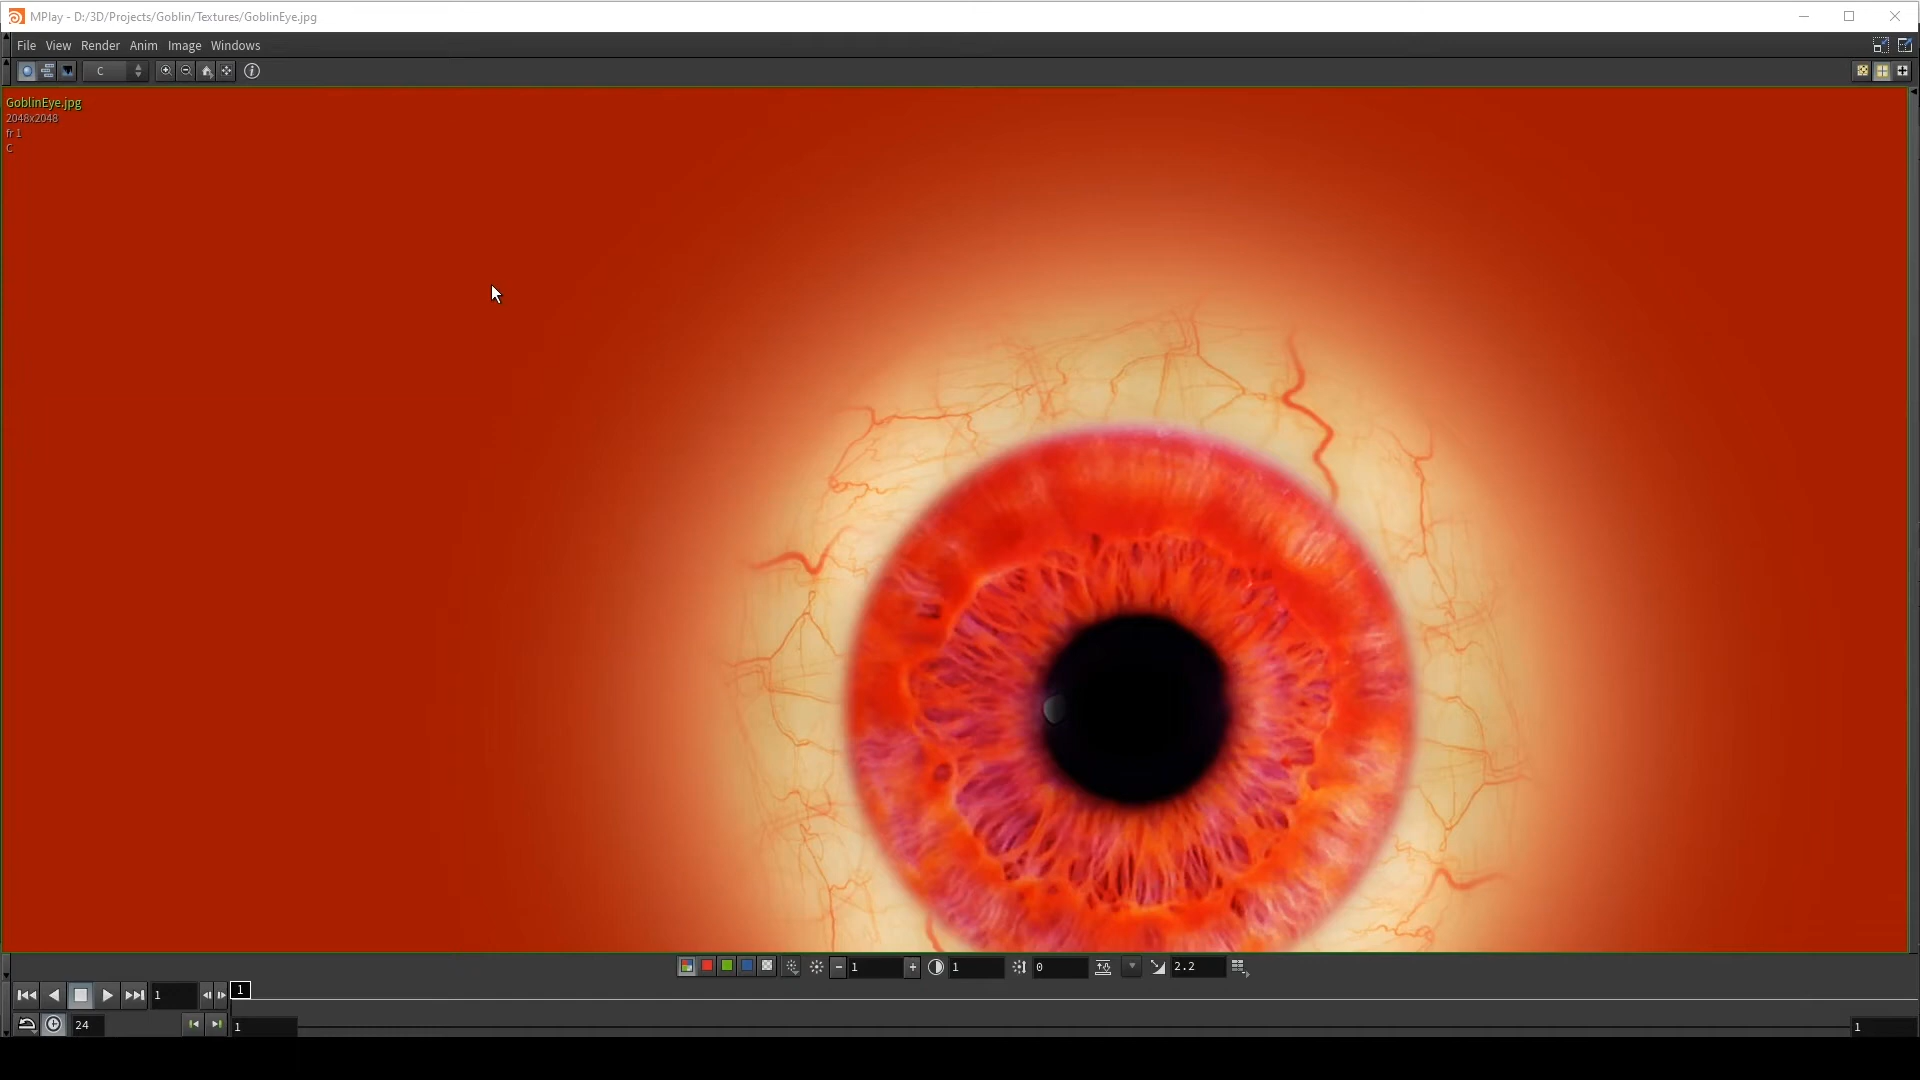 MPlay - D:/3D/Projects/Goblin/Textures/GoblinEye.jpg
File View Render Anim Image Windows
C
GoblinEye.jpg
2048x2048
fr 1
C
1 1 0 2.2
1 1
24 1 1